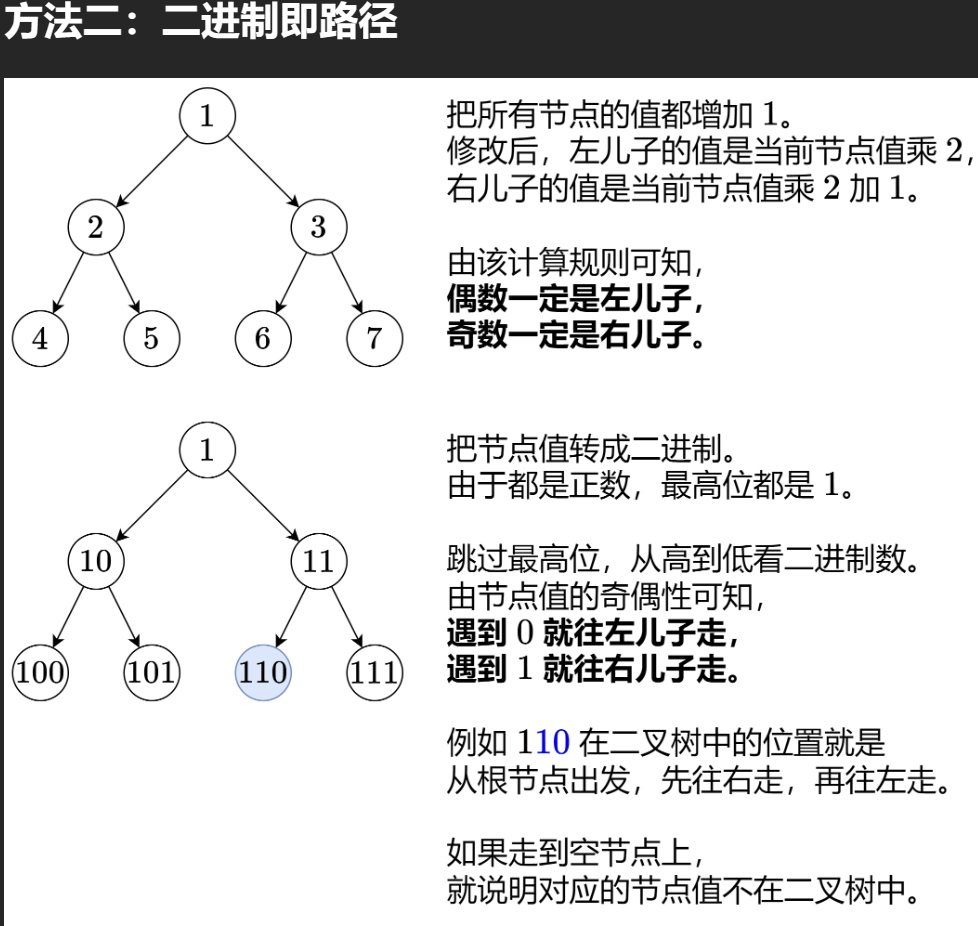 方法二：二进制即路径
1
2
3
4
5
6
7
把所有节点的值都增加 1。
修改后，左儿子的值是当前节点值乘 2，
右儿子的值是当前节点值乘 2 加 1。
由该计算规则可知，
偶数一定是左儿子，
奇数一定是右儿子。
1
10
11
100
101
110
111
把节点值转成二进制。
由于都是正数，最高位都是 1。
跳过最高位，从高到低看二进制数。
由节点值的奇偶性可知，
遇到 0 就往左儿子走，
遇到 1 就往右儿子走。
例如 110 在二叉树中的位置就是
从根节点出发，先往右走，再往左走。
如果走到空节点上，
就说明对应的节点值不在二叉树中。